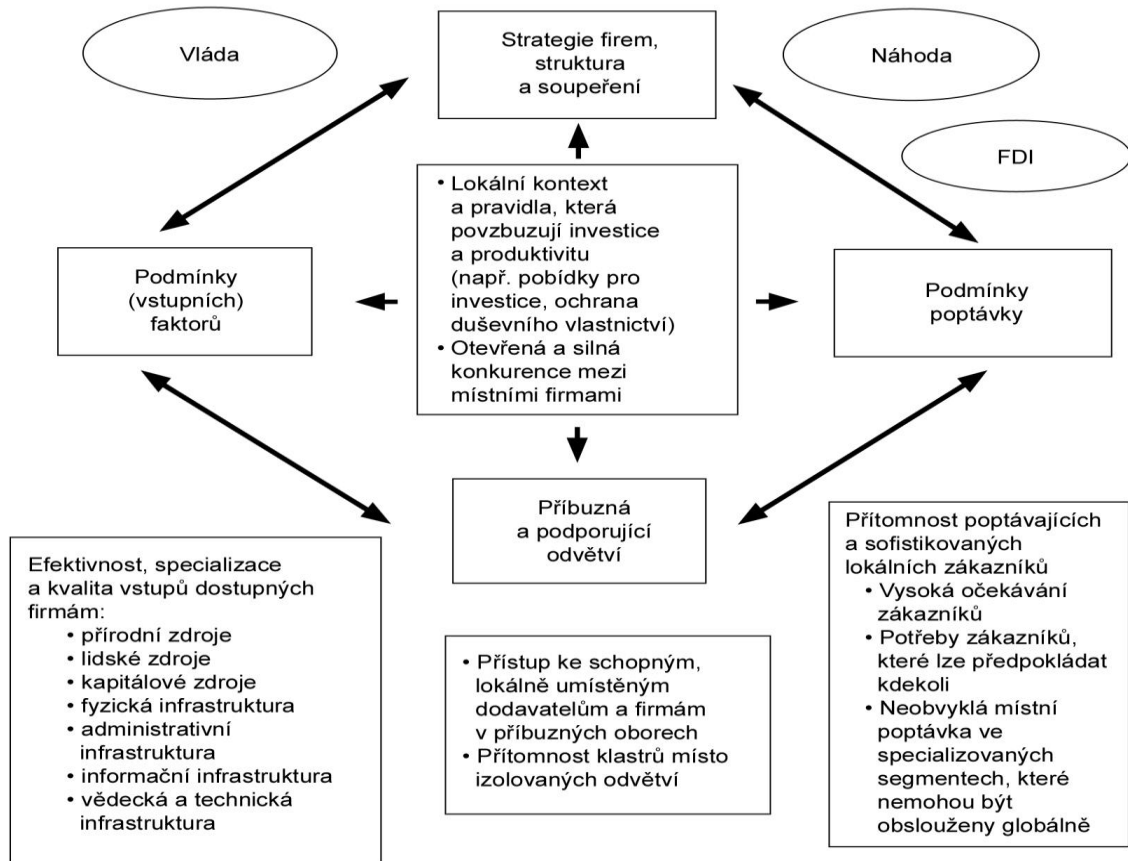 Vláda
Strategie firem,
struktura
a soupeření
Náhoda
FDI
• Lokální kontext
a pravidla, která
povzbuzují investice
a produktivitu
(např. pobídky pro
investice, ochrana
duševního vlastnictví)
• Otevřená a silná
konkurence mezi
místními firmami
Podmínky
(vstupních)
faktorů
Podmínky
poptávky
Příbuzná
a podporující
odvětví
Efektivnost, specializace
a kvalita vstupů dostupných
firmám:
• přírodní zdroje
• lidské zdroje
• kapitálové zdroje
• fyzická infrastruktura
• administrativní
infrastruktura
• informační infrastruktura
• vědecká a technická
infrastruktura
• Přístup ke schopným,
lokálně umístěným
dodavatelům a firmám
v příbuzných oborech
• Přítomnost klastrů místo
izolovaných odvětví
Přítomnost poptávajících
a sofistikovaných
lokálních zákazníků
• Vysoká očekávání
zákazníků
• Potřeby zákazníků,
které lze předpokládat
kdekoli
• Neobvyklá místní
poptávka ve
specializovaných
segmentech, které
nemohou být
obslouženy globálně